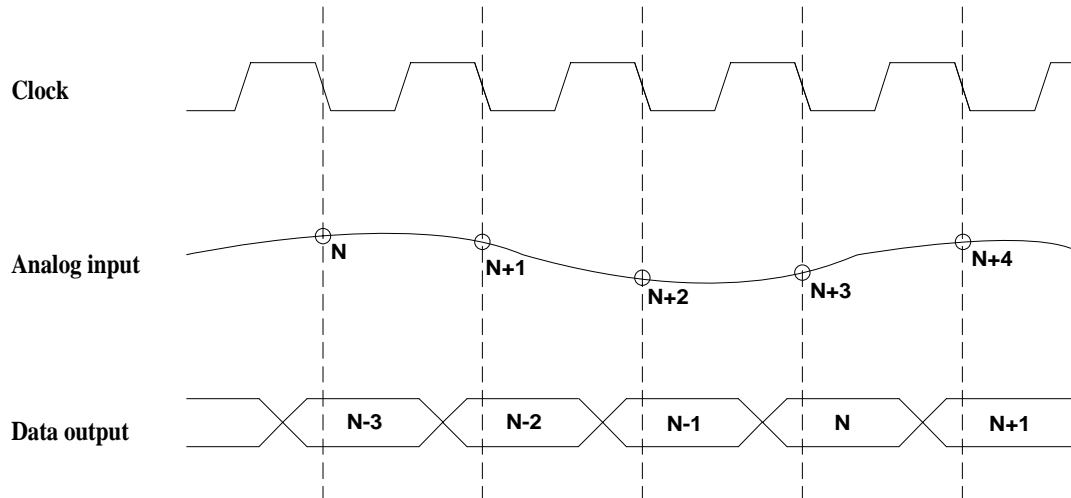 Clock
Analog input
N
N+1
N+2
N+3
N+4
Data output
N-3
N-2
N-1
N
N+1